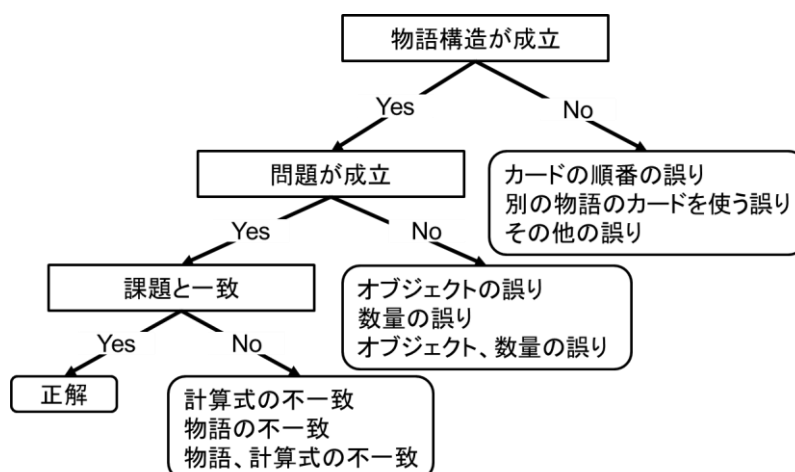 物語構造が成立
Yes
No
問題が成立
カードの順番の誤り
別の物語のカードを使う誤り
その他の誤り
Yes
No
課題と一致
オブジェクトの誤り
数量の誤り
オブジェクト、数量の誤り
Yes
No
正解
計算式の不一致
物語の不一致
物語、計算式の不一致